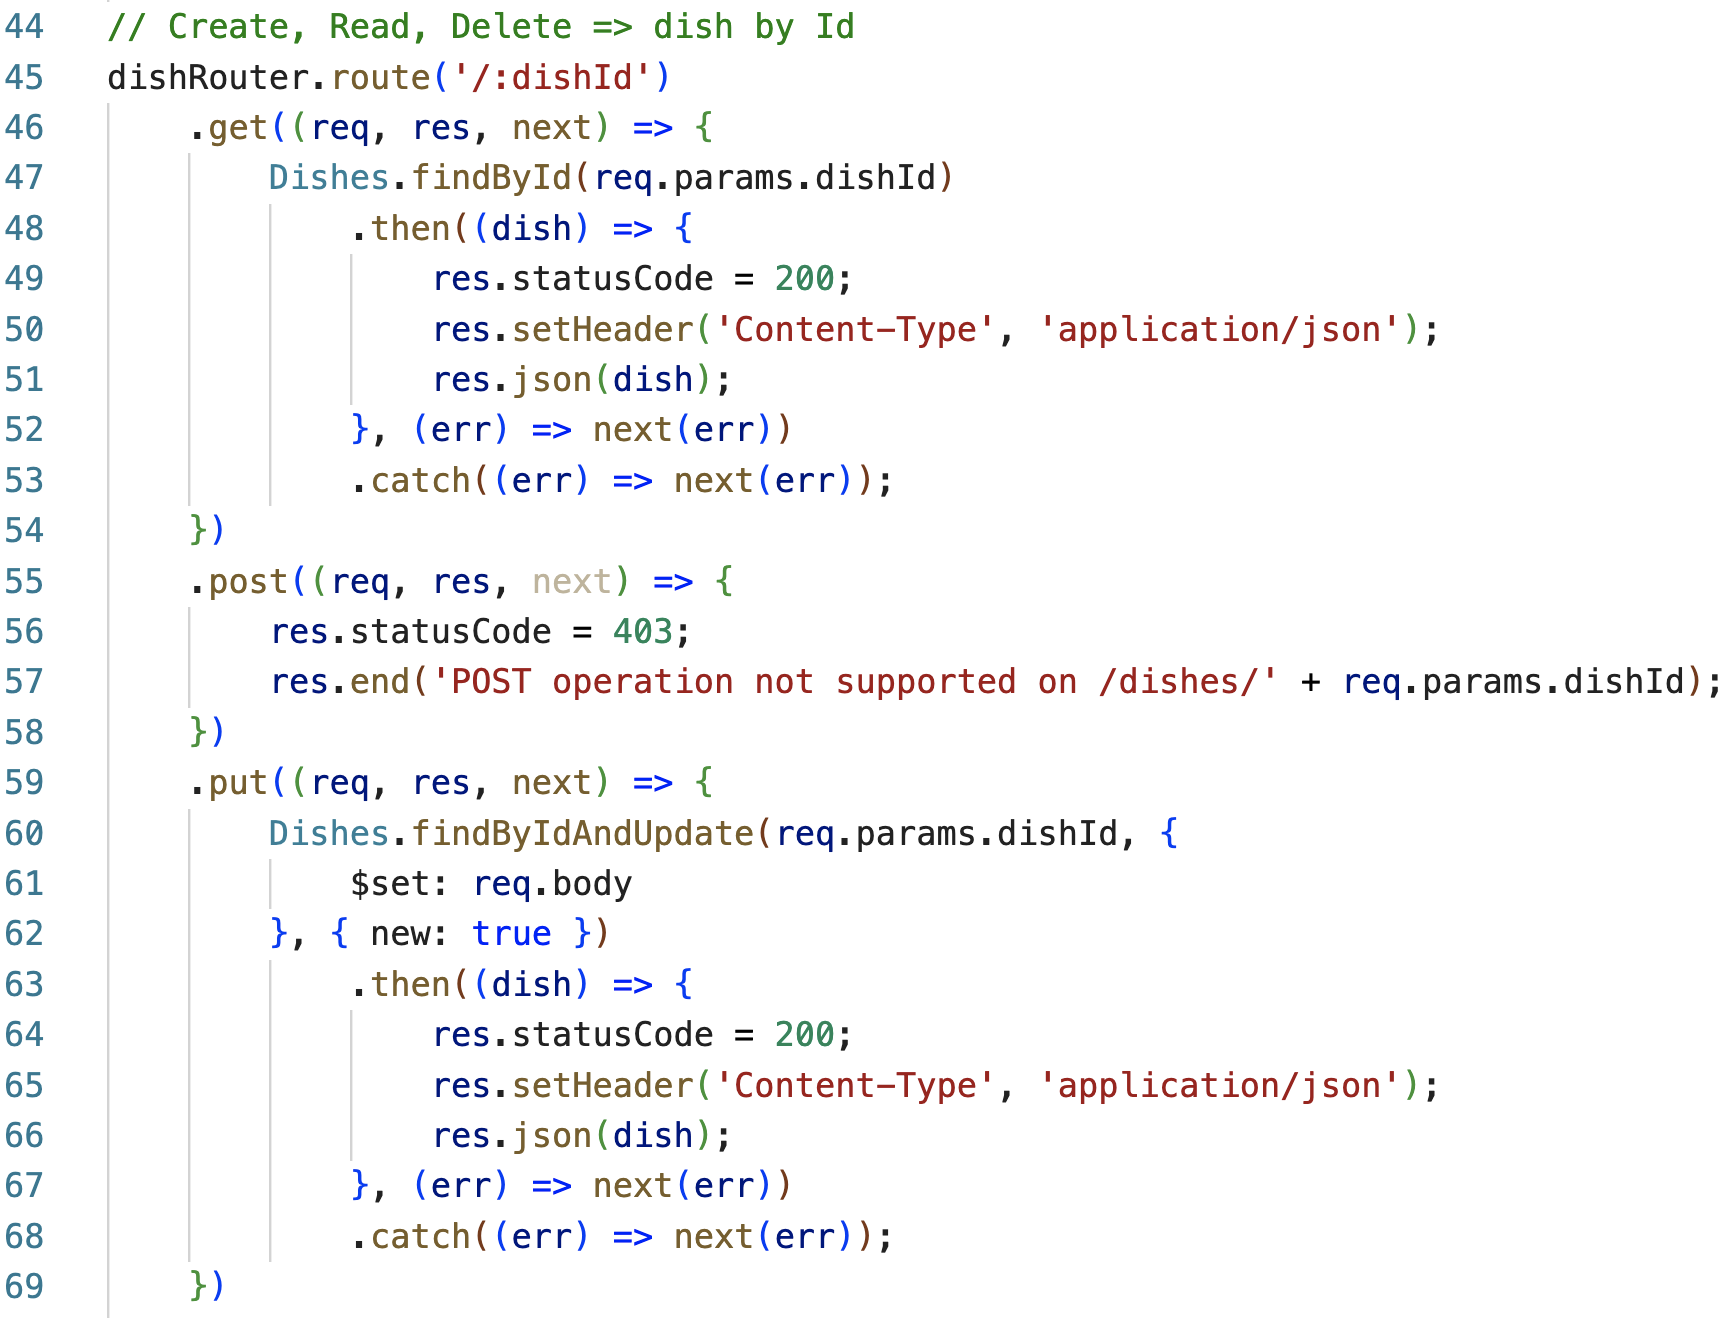 44 // Create, Read, Delete => dish by Id
45 dishRouter.route('/:dishId')
46 .get((req, res, next) => {
47 Dishes.findById(req.params.dishId)
48 .then((dish) => {
49 res.statusCode = 200;
50 res.setHeader('Content-Type', 'application/json');
51 res.json(dish);
52 }, (err) => next(err))
53 .catch((err) => next(err));
54 })
55 .post((req, res, next) => {
56 res.statusCode = 403;
57 res.end('POST operation not supported on /dishes/' + req.params.dishId);
58 })
59 .put((req, res, next) => {
60 Dishes.findByIdAndUpdate(req.params.dishId, {
61 $set: req.body
62 }, { new: true })
63 .then((dish) => {
64 res.statusCode = 200;
65 res.setHeader('Content-Type', 'application/json');
66 res.json(dish);
67 }, (err) => next(err))
68 .catch((err) => next(err));
69 })